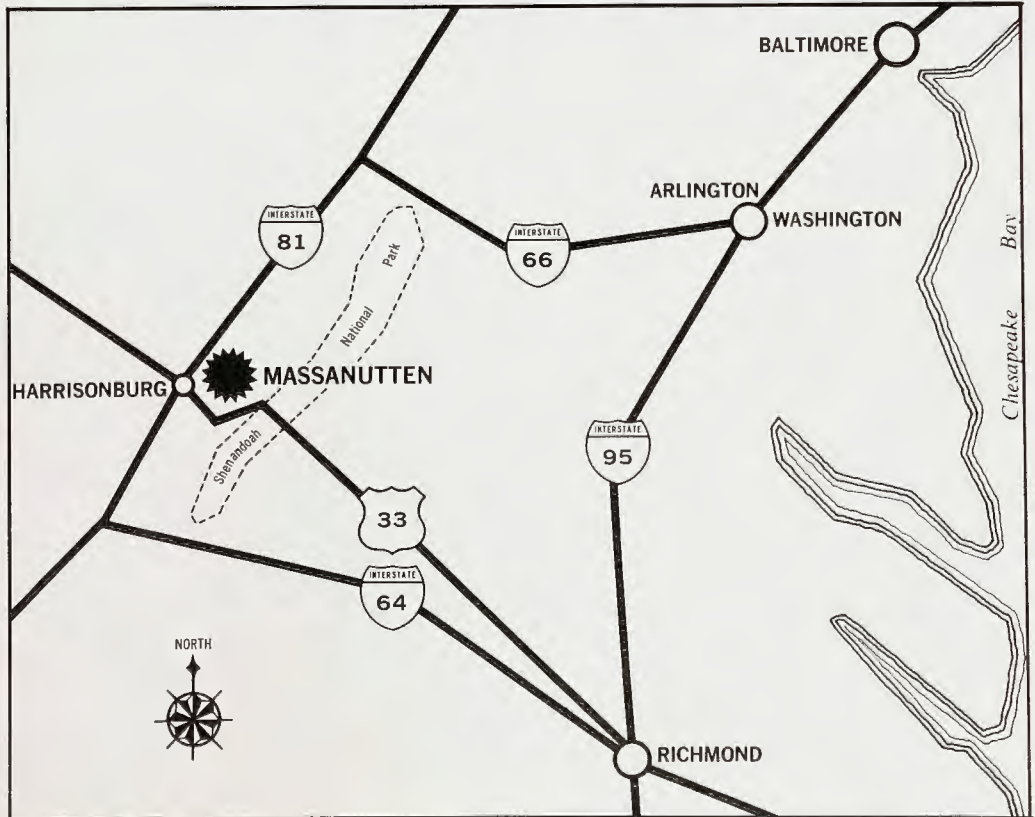 BALTIMORE
ARLINGTON
WASHINGTON
INTERSTATE
81
INTERSTATE
66
Shenandoah National Park
Chesapeake Bay
HARRISONBURG
MASSANUTTEN
INTERSTATE
95
33
INTERSTATE
64
NORTH
RICHMOND